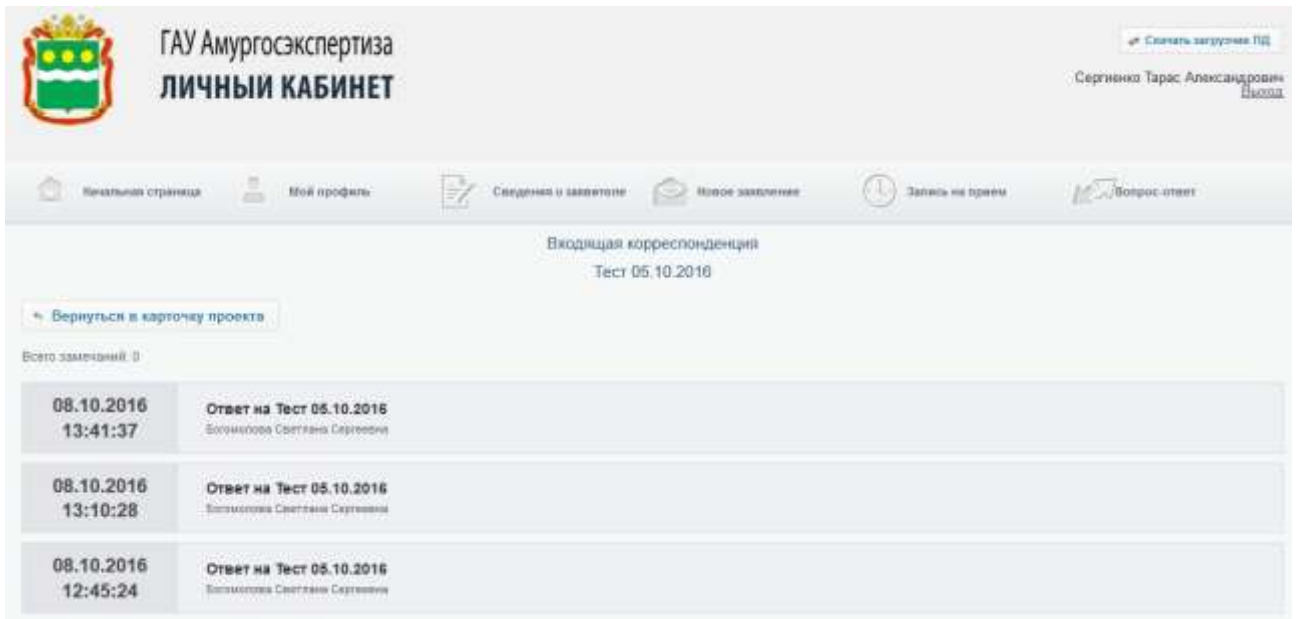 ГАУ Амургосэкспертиза
ЛИЧНЫЙ КАБИНЕТ
Скачать загрузчик ПД
Сергиенко Тарас Александрович
Выход
Начальная страница
Мой профиль
Сведения о заявителе
Новое заявление
Запись на прием
Вопрос-ответ
Входящая корреспонденция
Тест 05.10.2016
Вернуться в карточку проекта
Всего замечаний: 0
08.10.2016
13:41:37
Ответ на Тест 05.10.2016
Богомолова Светлана Сергеевна
08.10.2016
13:10:28
Ответ на Тест 05.10.2016
Богомолова Светлана Сергеевна
08.10.2016
12:45:24
Ответ на Тест 05.10.2016
Богомолова Светлана Сергеевна